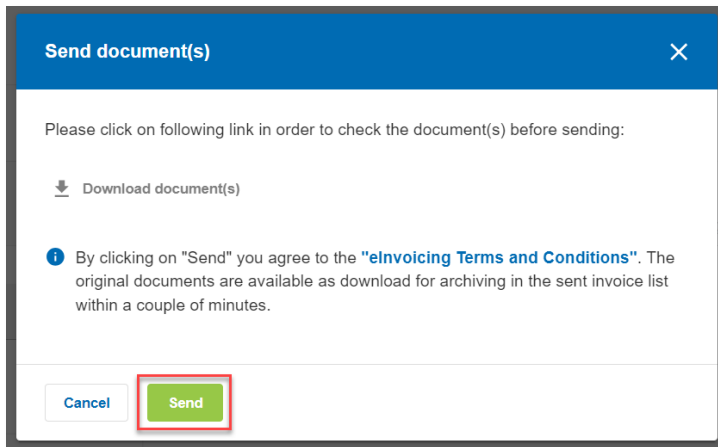 Send document(s)
Please click on following link in order to check the document(s) before sending:
Download document(s)
By clicking on "Send" you agree to the "eInvoicing Terms and Conditions". The
original documents are available as download for archiving in the sent invoice list
within a couple of minutes.
Cancel
Send